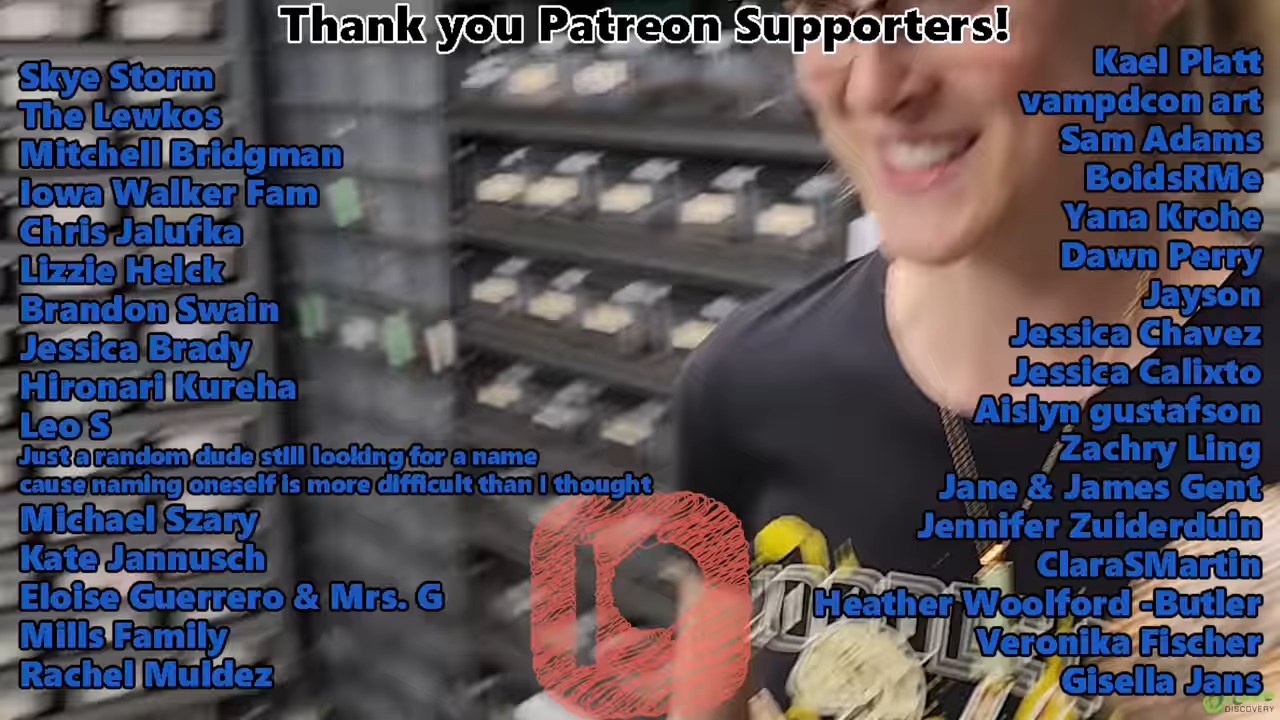 Thank you Patreon Supporters!
Skye Storm
The Lewkos
Mitchell Bridgman
Iowa Walker Fam
Chris Jalufka
Lizzie Helck
Brandon Swain
Jessica Brady
Hironari Kureha
Leo S
Just a random dude still looking for a name
cause naming oneself is more difficult than I thought
Michael Szary
Kate Jannusch
Eloise Guerrero & Mrs. G
Mills Family
Rachel Muldez
Kael Platt
vampdcon art
Sam Adams
BoidsRMe
Yana Krohe
Dawn Perry
Jayson
Jessica Chavez
Jessica Calixto
Aislyn gustafson
Zachry Ling
Jane & James Gent
Jennifer Zuiderduin
ClaraSMartin
Heather Woolford -Butler
Veronika Fischer
Gisella Jans
DISCOVERY